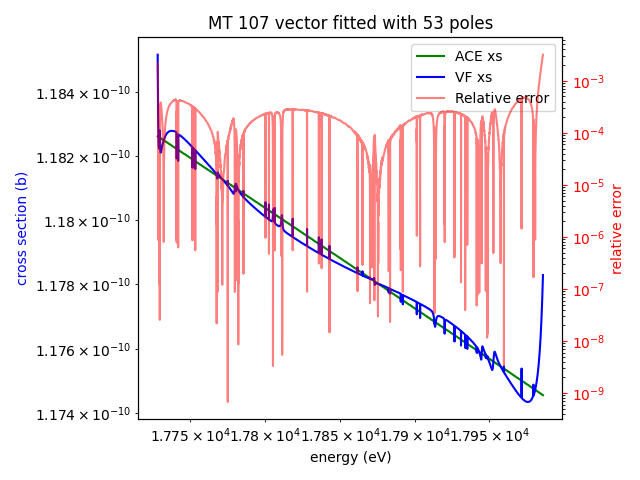 MT 107 vector fitted with 53 poles
ACE xs
VF xs
Relative error
cross section (b)
1.184 × 10⁻¹⁰
1.182 × 10⁻¹⁰
1.18 × 10⁻¹⁰
1.178 × 10⁻¹⁰
1.176 × 10⁻¹⁰
1.174 × 10⁻¹⁰
10⁻³
10⁻⁴
10⁻⁵
10⁻⁶
10⁻⁷
10⁻⁸
10⁻⁹
relative error
1.775 × 10⁴ 1.78 × 10⁴ 1.785 × 10⁴ 1.79 × 10⁴ 1.795 × 10⁴
energy (eV)